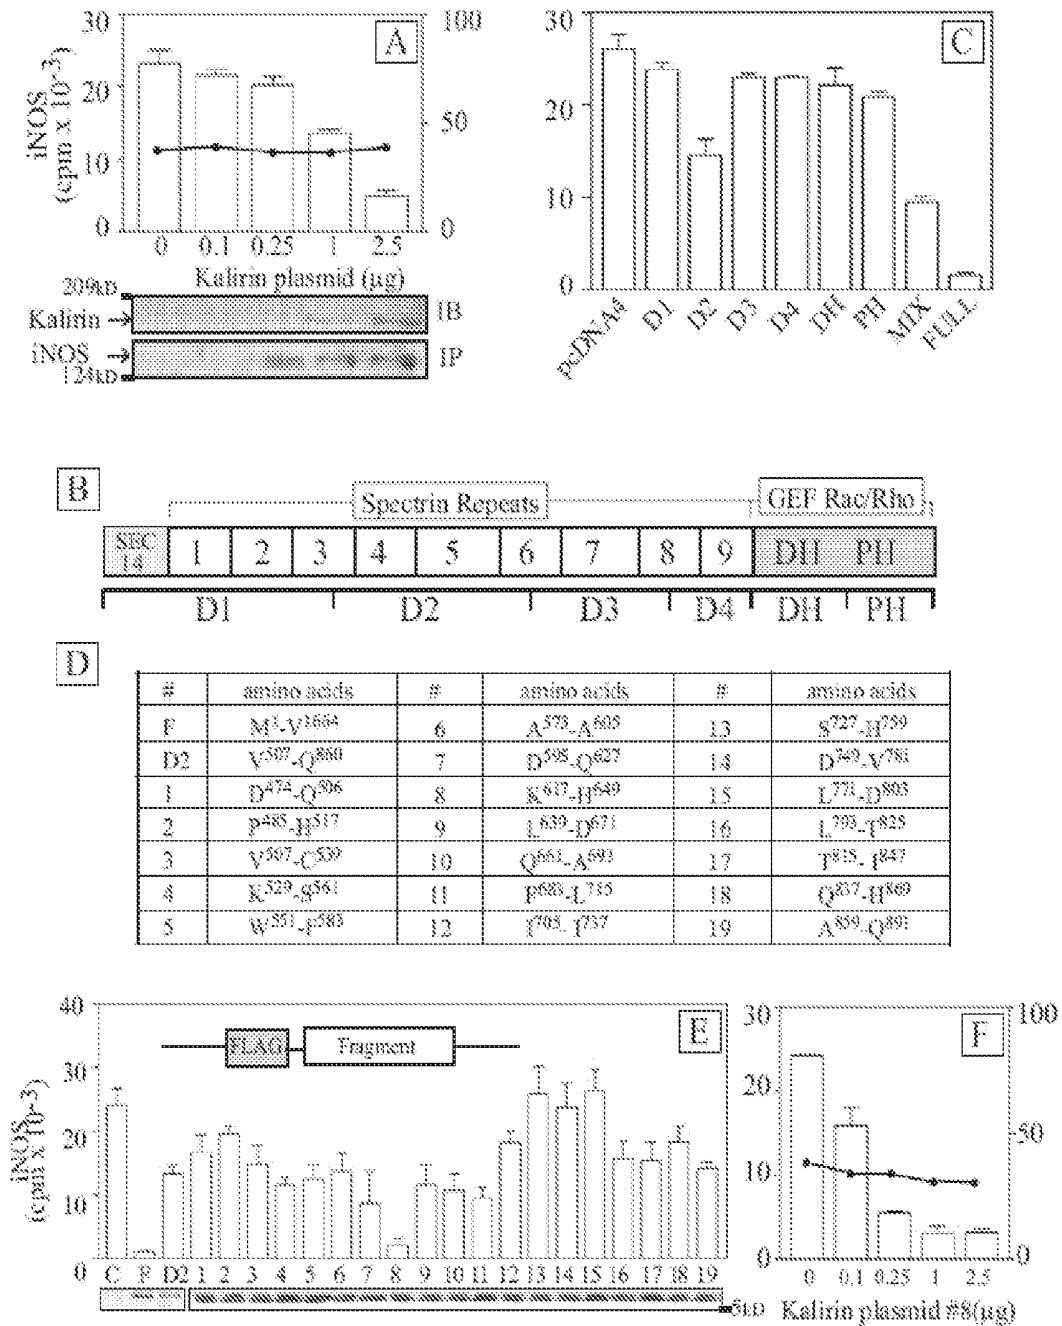 A
30
20
10
0
100
50
0
iNOS
(cpm x 10⁻³)
0 0.1 0.25 1 2.5
Kalirin plasmid (µg)
209kD
Kalirin → IB
iNOS → IP
124kD
C
30
20
10
0
pcDNA4 D1 D2 D3 D4 DH PH MIX FULL
B
Spectrin Repeats GEF Rac/Rho
SEC 14 1 2 3 4 5 6 7 8 9 DH PH
D1 D2 D3 D4 DH PH
D
# amino acids # amino acids # amino acids
F M¹-V¹⁶⁶⁴ 6 A⁵⁷³-A⁶⁰⁵ 13 S⁷²⁷-H⁷⁵⁹
D2 V⁵⁰⁷-Q⁸⁶⁰ 7 D⁵⁹⁵-Q⁶²⁷ 14 D⁷⁴⁹-V⁷⁸¹
1 D⁴⁷⁴-Q⁵⁰⁶ 8 K⁶¹⁷-H⁶⁴⁹ 15 L⁷⁷¹-D⁸⁰³
2 P⁴⁸⁵-H⁵¹⁷ 9 L⁶³⁹-D⁶⁷¹ 16 L⁷⁹³-T⁸²⁵
3 V⁵⁰⁷-C⁵³⁹ 10 Q⁶⁶¹-A⁶⁹³ 17 T⁸¹⁵-I⁸⁴⁷
4 K⁵²⁹-S⁵⁶¹ 11 P⁶⁸³-L⁷¹⁵ 18 Q⁸³⁷-H⁸⁶⁹
5 W⁵⁵¹-F⁵⁸³ 12 I⁷⁰⁵-I⁷³⁷ 19 A⁸⁵⁹-Q⁸⁹¹
E
40
30
20
10
0
iNOS
(cpm x 10⁻³)
FLAG Fragment
C F D2 1 2 3 4 5 6 7 8 9 10 11 12 13 14 15 16 17 18 19
5kD
F
30
20
10
0
100
50
0
0 0.1 0.25 1 2.5
Kalirin plasmid #8(µg)